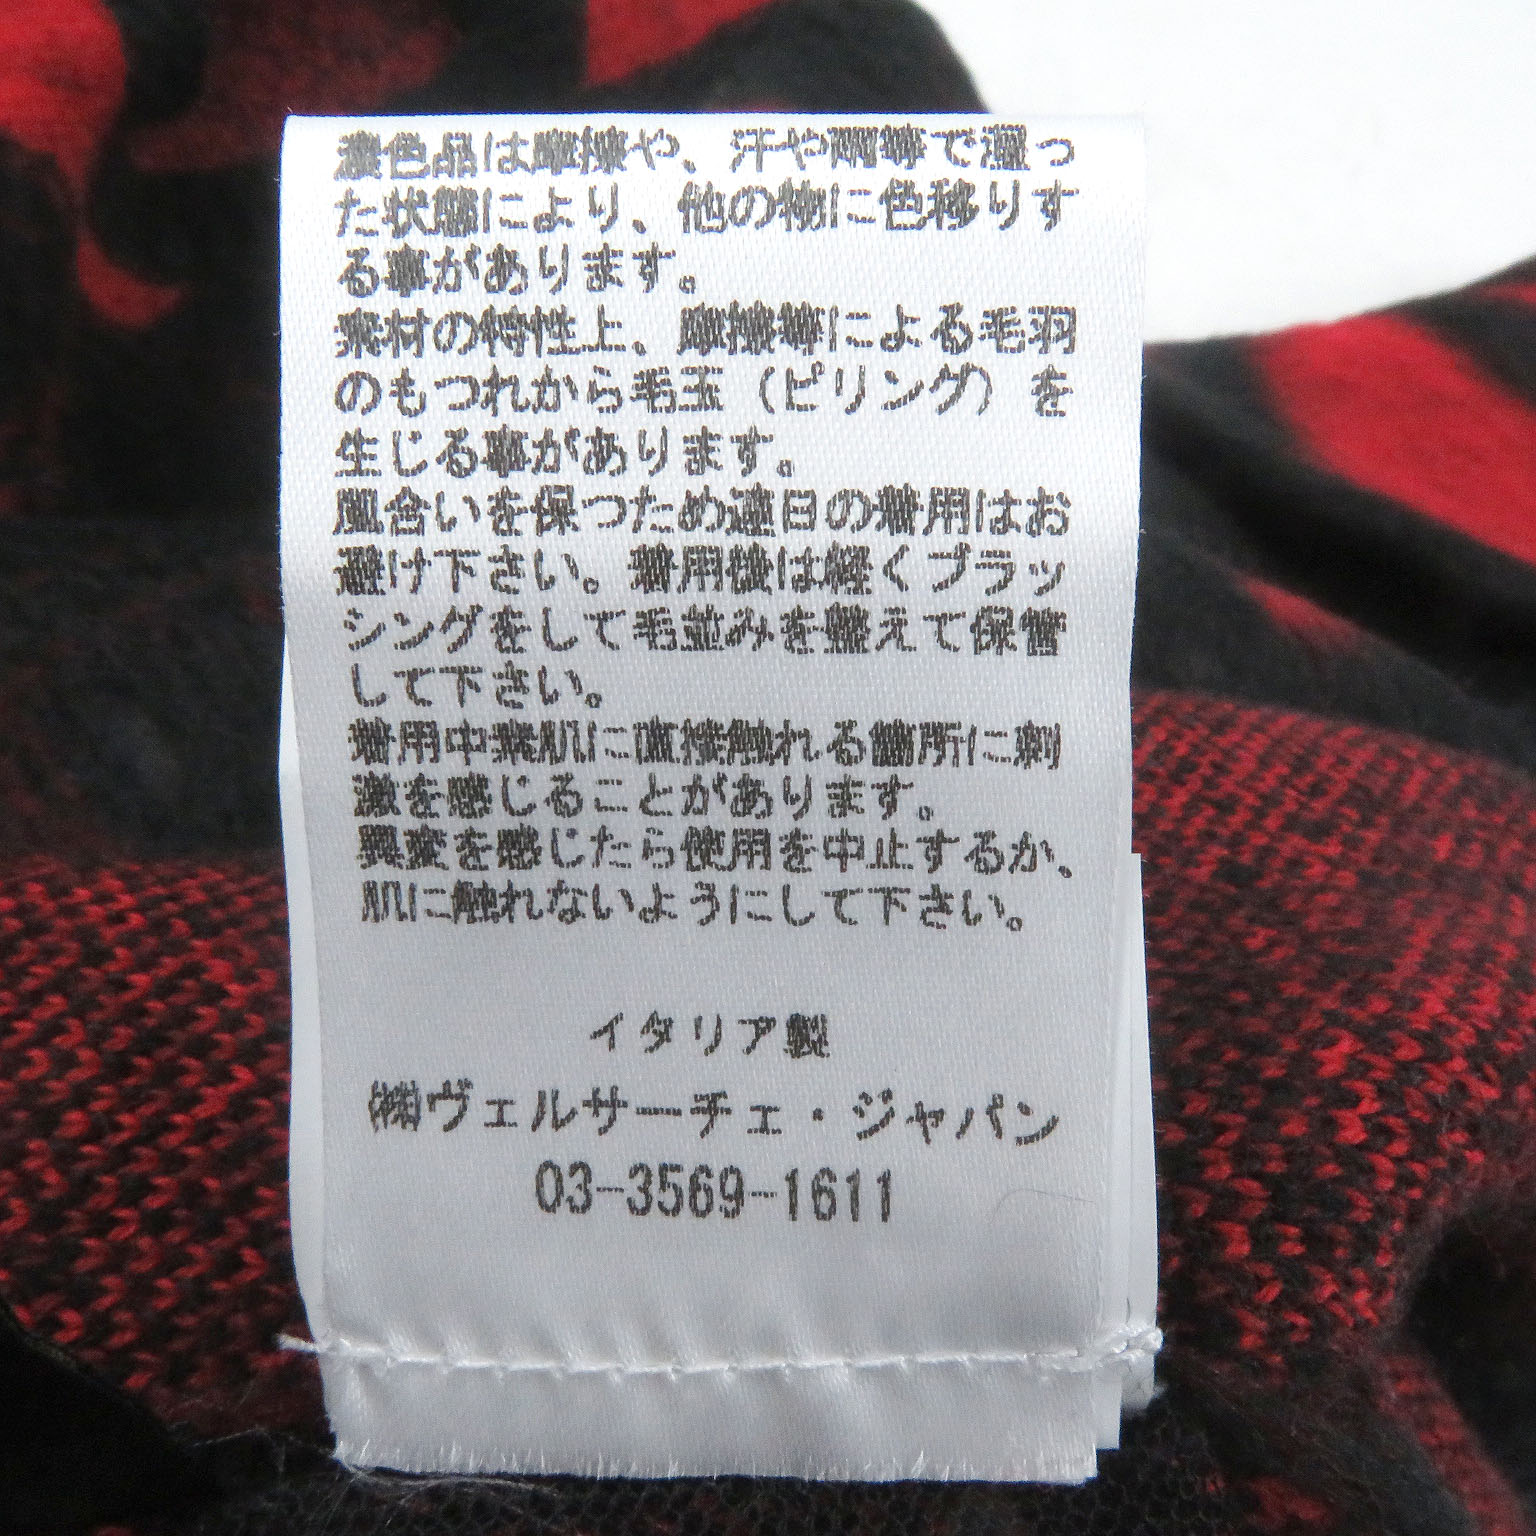 濃色品は摩擦や、汗や雨等で湿っ
た状態により、他の物に色移りす
る事があります。
素材の特性上、摩擦等による毛羽
のもつれから毛玉（ピリング）を
生じる事があります。
風合いを保つため連日の着用はお
避け下さい。着用後は軽くブラッ
シングをして毛並みを整えて保管
して下さい。
着用中素肌に直接触れる箇所に刺
激を感じることがあります。
異変を感じたら使用を中止するか、
肌に触れないようにして下さい。
イタリア製
㈱ヴェルサーチェ・ジャパン
03-3569-1611